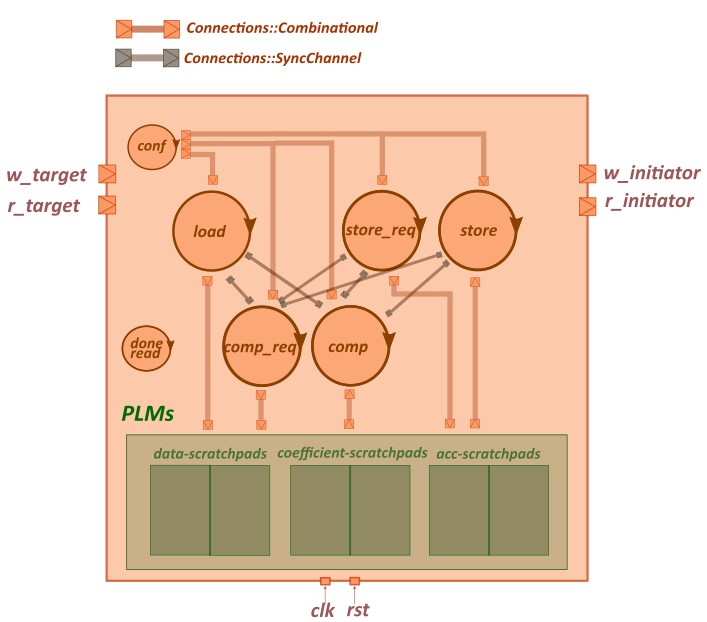 Connections::Combinational
Connections::SyncChannel
conf
w_target
r_target
w_initiator
r_initiator
load
store_req
store
comp_req
comp
done
read
PLMs
data-scratchpads
coefficient-scratchpads
acc-scratchpads
clk
rst